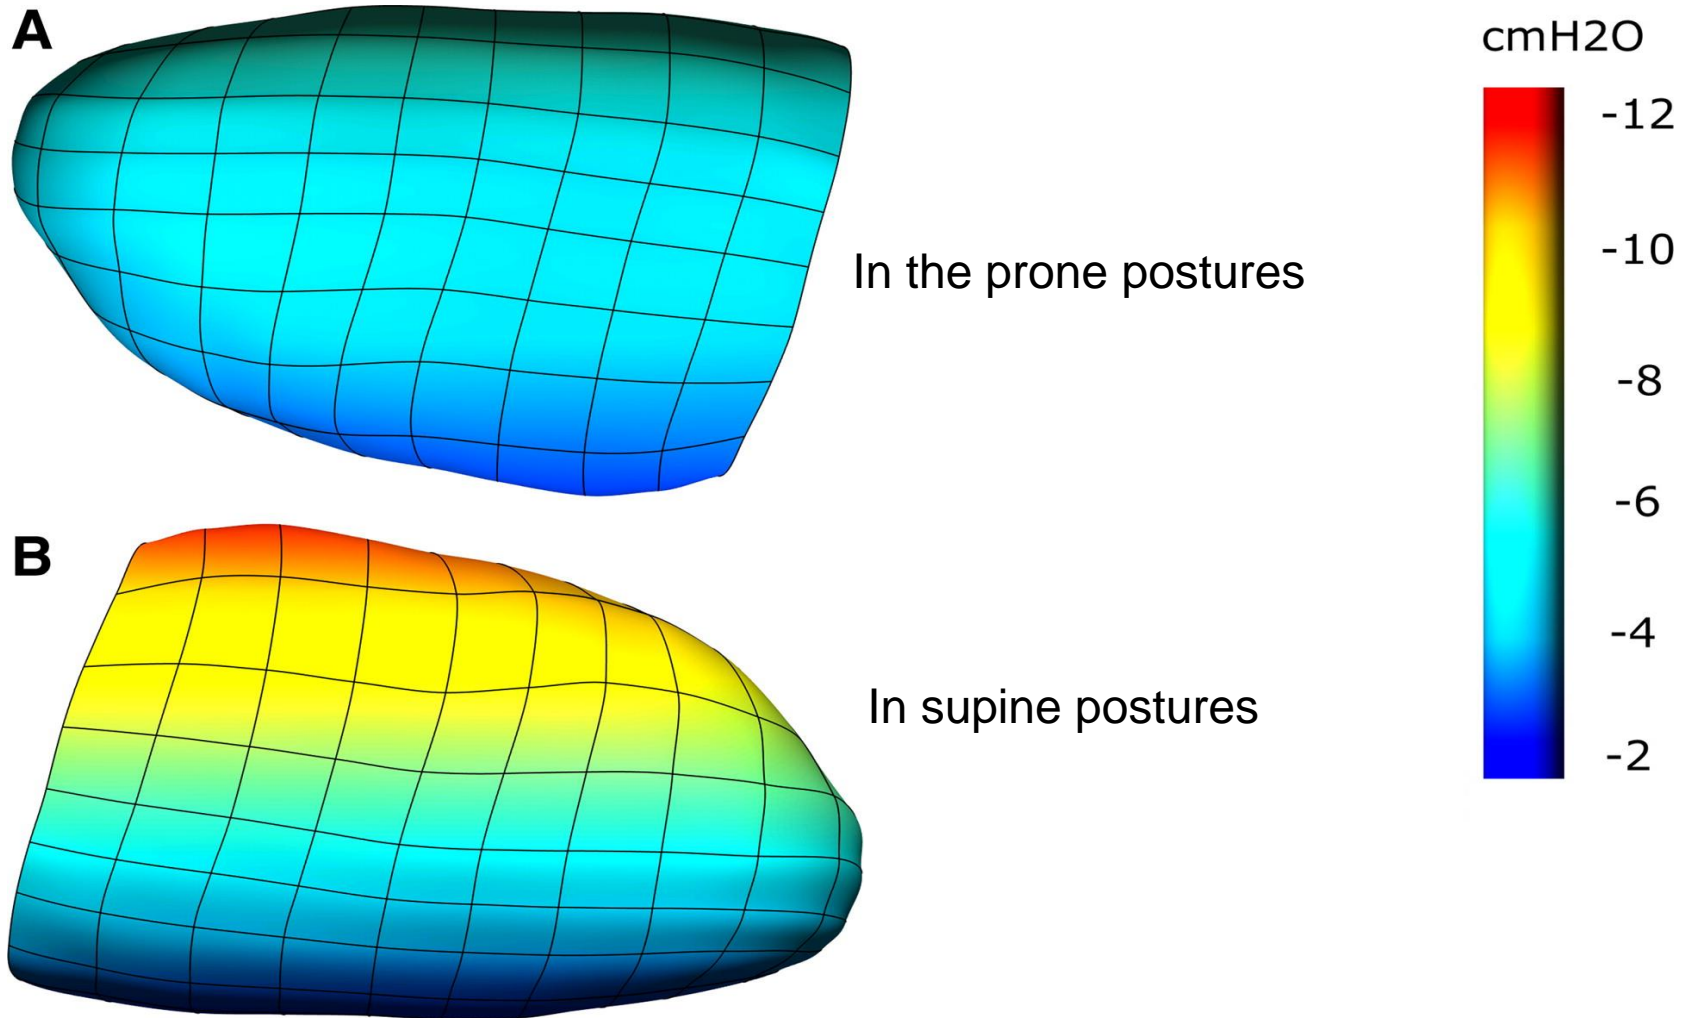 A
In the prone postures
B
In supine postures
cmH2O
-12
-10
-8
-6
-4
-2